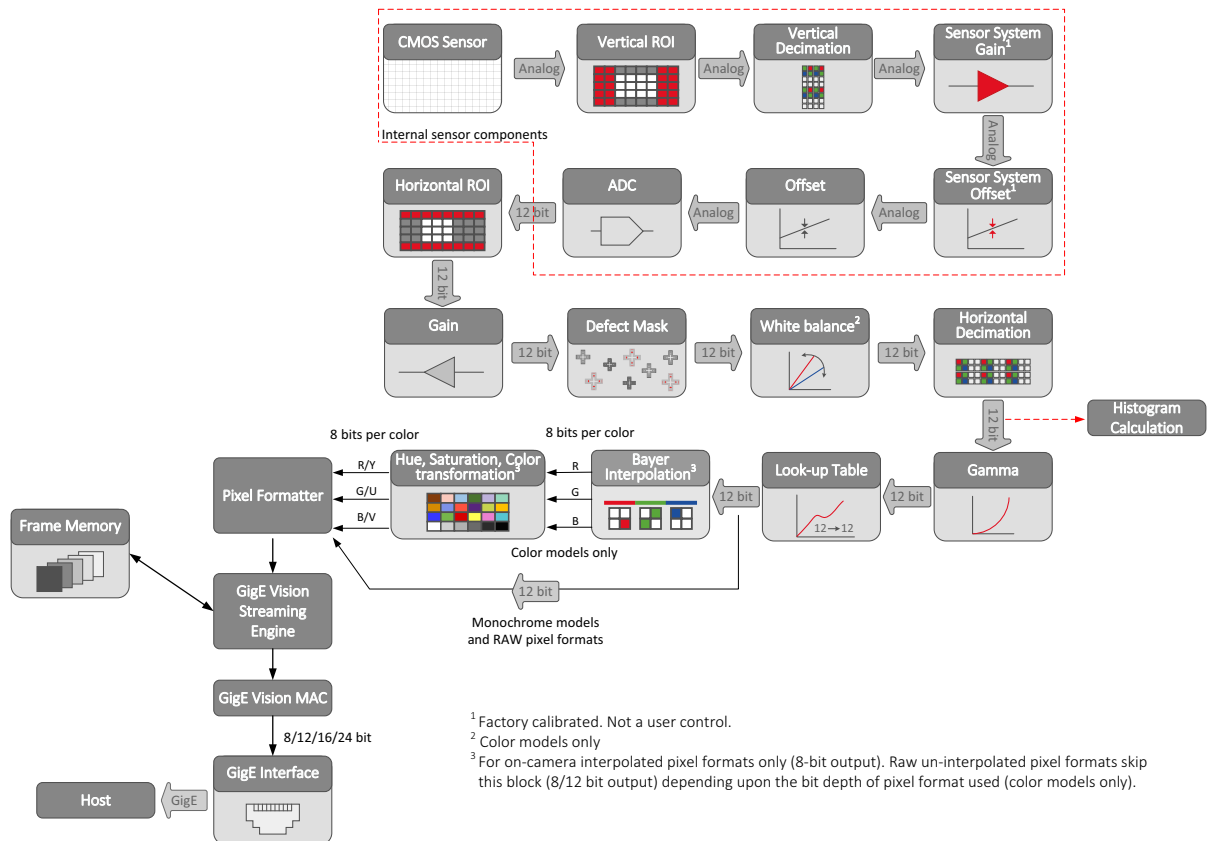 CMOS Sensor
Analog
Vertical ROI
Analog
Vertical
Decimation
Analog
Sensor System
Gain1
Analog
Internal sensor components
Sensor System
Offset1
Analog
Offset
Analog
ADC
12 bit
Horizontal ROI
12 bit
Gain
12 bit
Defect Mask
12 bit
White balance2
12 bit
Horizontal
Decimation
12 bit
Histogram
Calculation
Gamma
12 bit
Look-up Table
12→12
12 bit
8 bits per color
Bayer
Interpolation3
R
G
B
8 bits per color
Hue, Saturation, Color
transformation3
Color models only
R/Y
G/U
B/V
Pixel Formatter
12 bit
Monochrome models
and RAW pixel formats
Frame Memory
GigE Vision
Streaming
Engine
GigE Vision MAC
8/12/16/24 bit
GigE Interface
GigE
Host
1 Factory calibrated. Not a user control.
2 Color models only
3 For on-camera interpolated pixel formats only (8-bit output). Raw un-interpolated pixel formats skip
this block (8/12 bit output) depending upon the bit depth of pixel format used (color models only).